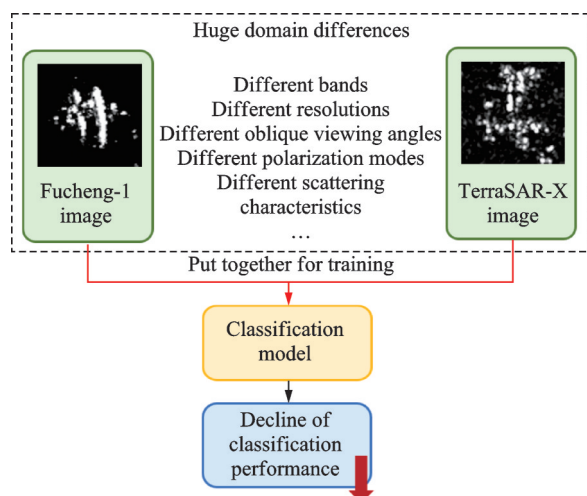 Huge domain differences
Different bands
Different resolutions
Different oblique viewing angles
Different polarization modes
Different scattering
characteristics
…
Fucheng-1
image
TerraSAR-X
image
Put together for training
Classification
model
Decline of
classification
performance